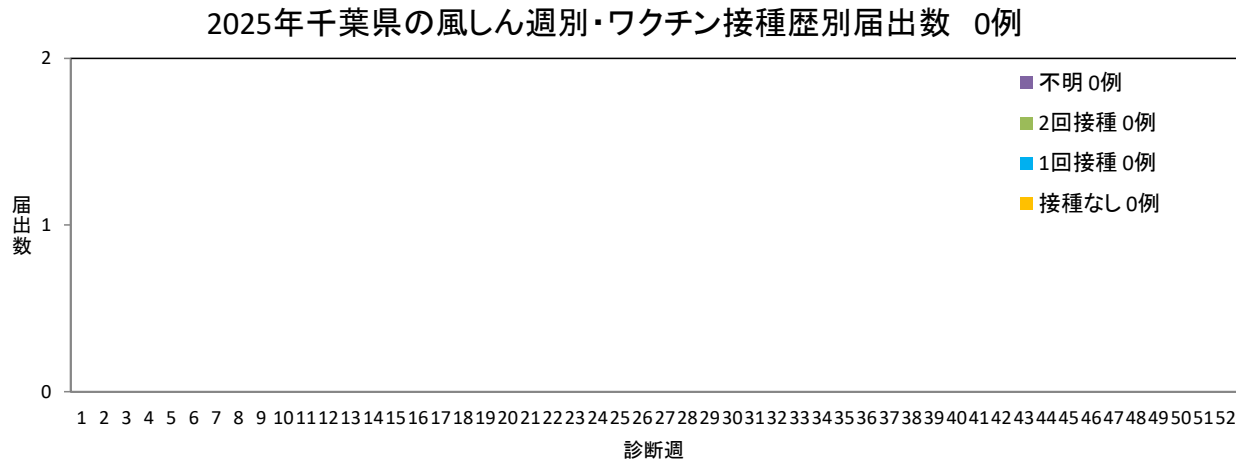 2025年千葉県の風しん週別・ワクチン接種歴別届出数 0例
2
不明 0例
2回接種 0例
1回接種 0例
接種なし 0例
届出数
1
0
1 2 3 4 5 6 7 8 9 10 11 12 13 14 15 16 17 18 19 20 21 22 23 24 25 26 27 28 29 30 31 32 33 34 35 36 37 38 39 40 41 42 43 44 45 46 47 48 49 50 51 52
診断週